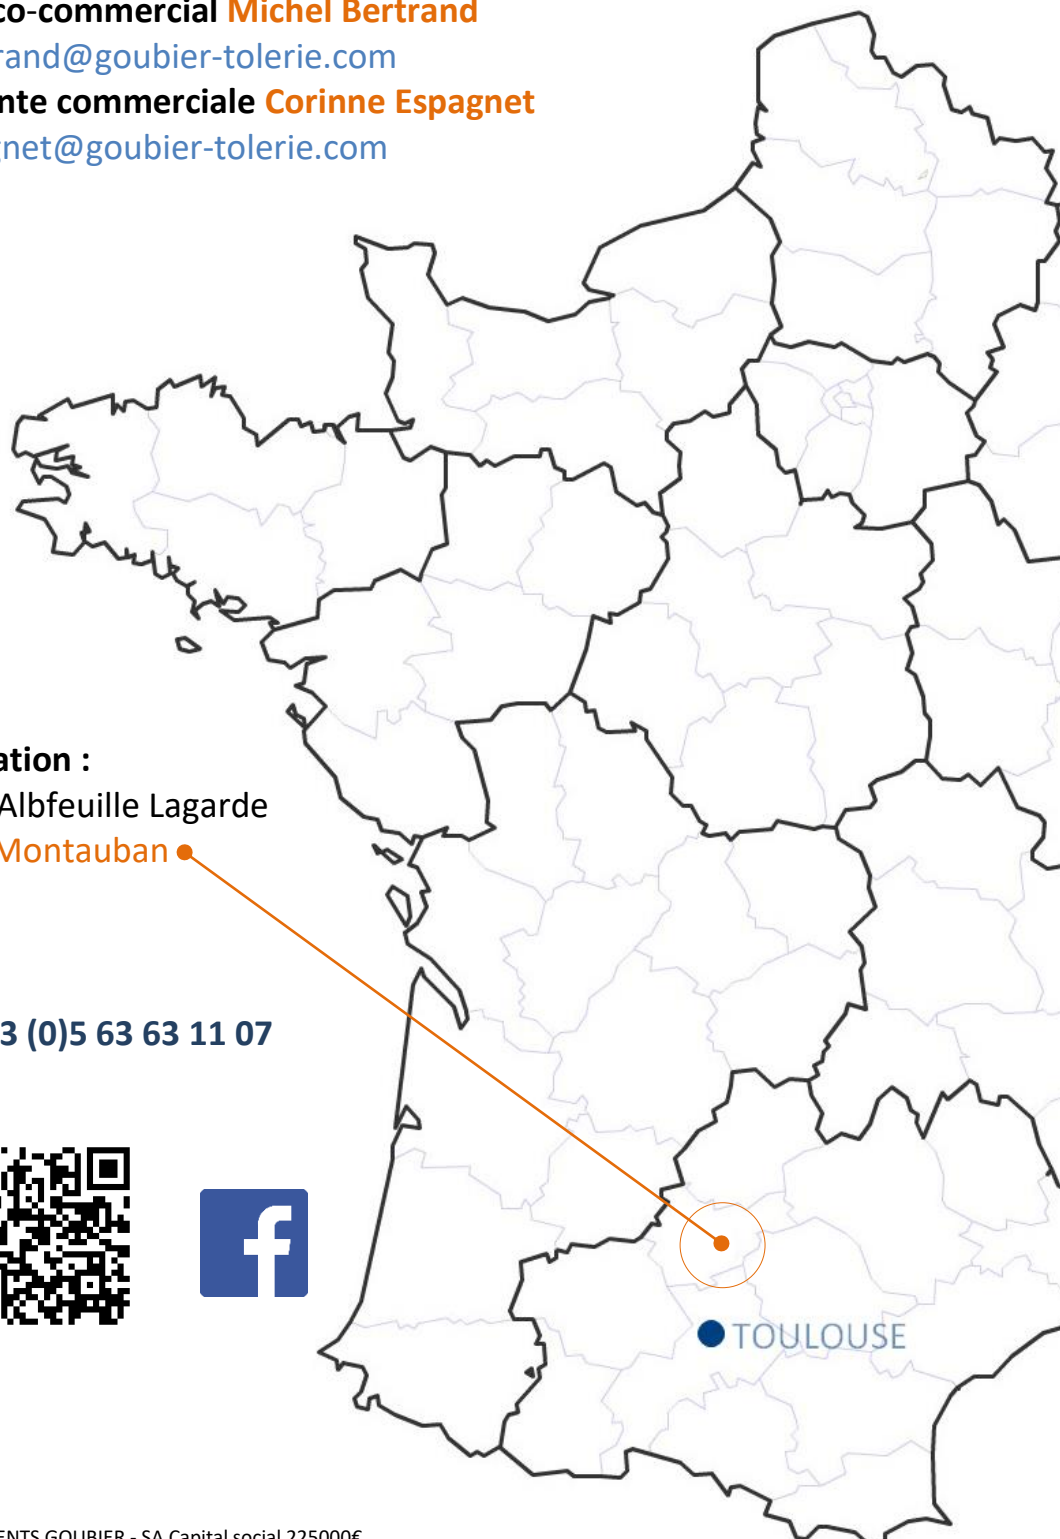 co-commercial Michel Bertrand
rand@goubier-tolerie.com
nte commerciale Corinne Espagnet
gnet@goubier-tolerie.com
ation :
Albfeuille Lagarde
Montauban
3 (0)5 63 63 11 07
f
TOULOUSE
ENTS GOUBIER - SA Capital social 225000€